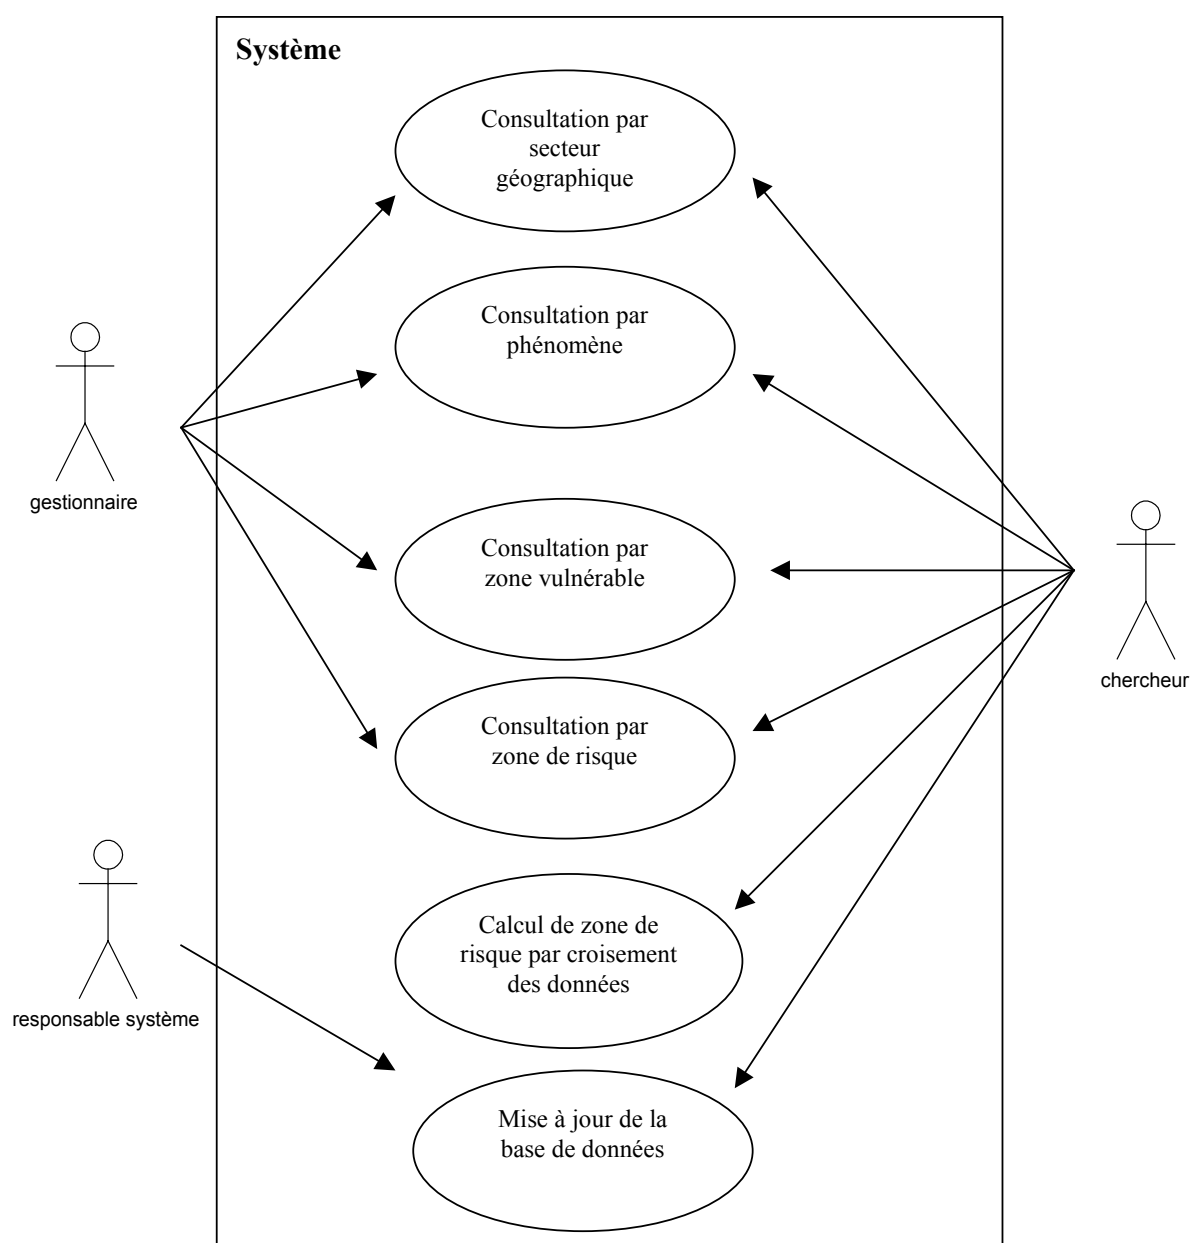 Système
Consultation par
secteur
géographique
Consultation par
phénomène
gestionnaire
Consultation par
zone vulnérable
chercheur
Consultation par
zone de risque
Calcul de zone de
risque par croisement
des données
responsable système
Mise à jour de la
base de données